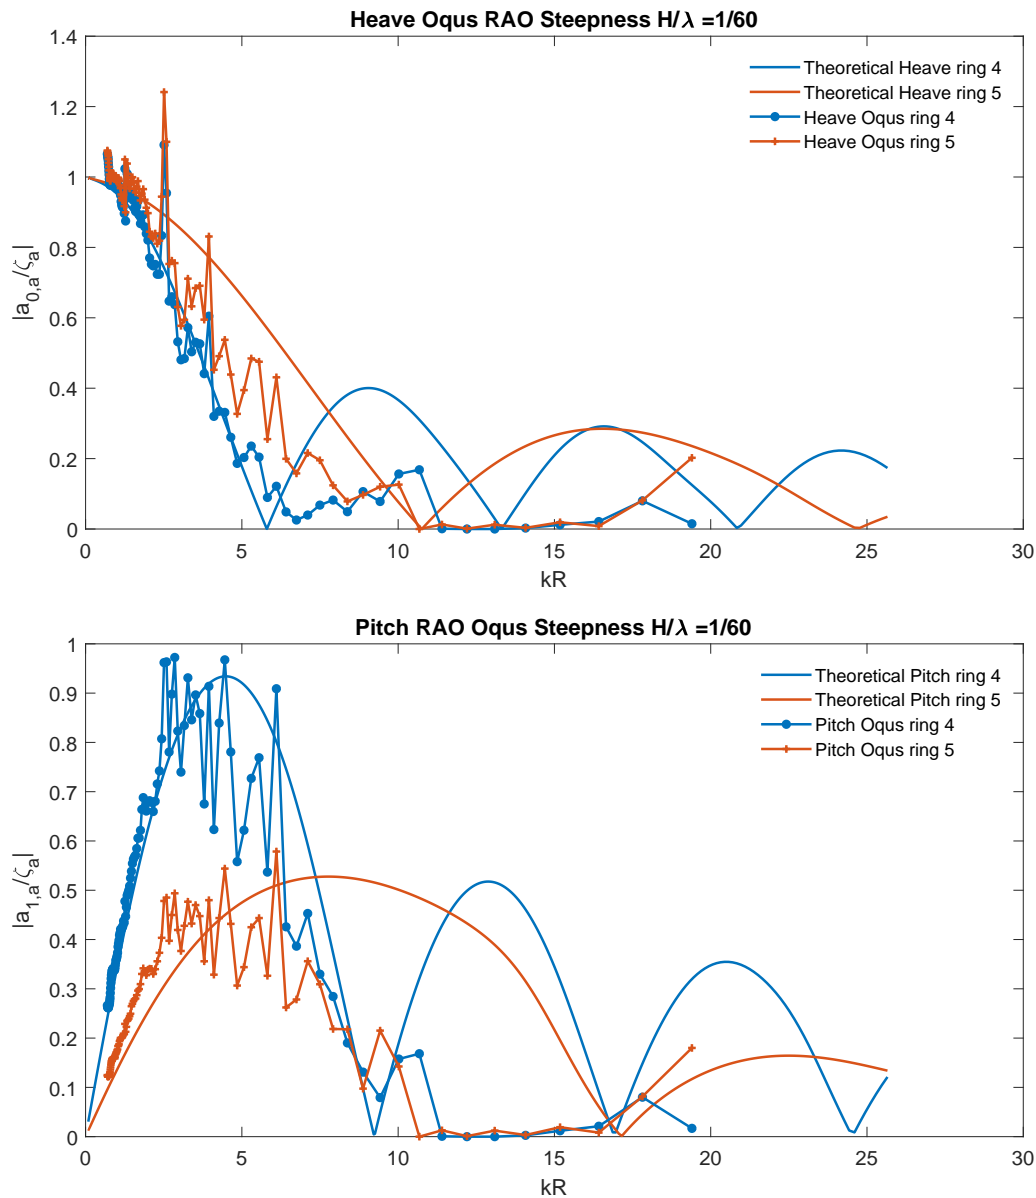 Heave Oqus RAO Steepness H/λ =1/60
1.4
1.2
1
0.8
0.6
0.4
0.2
0
|a0,a/ζa|
Theoretical Heave ring 4
Theoretical Heave ring 5
Heave Oqus ring 4
Heave Oqus ring 5
0 5 10 15 20 25 30
kR
Pitch RAO Oqus Steepness H/λ =1/60
1
0.9
0.8
0.7
0.6
0.5
0.4
0.3
0.2
0.1
0
|a1,a/ζa|
Theoretical Pitch ring 4
Theoretical Pitch ring 5
Pitch Oqus ring 4
Pitch Oqus ring 5
0 5 10 15 20 25 30
kR